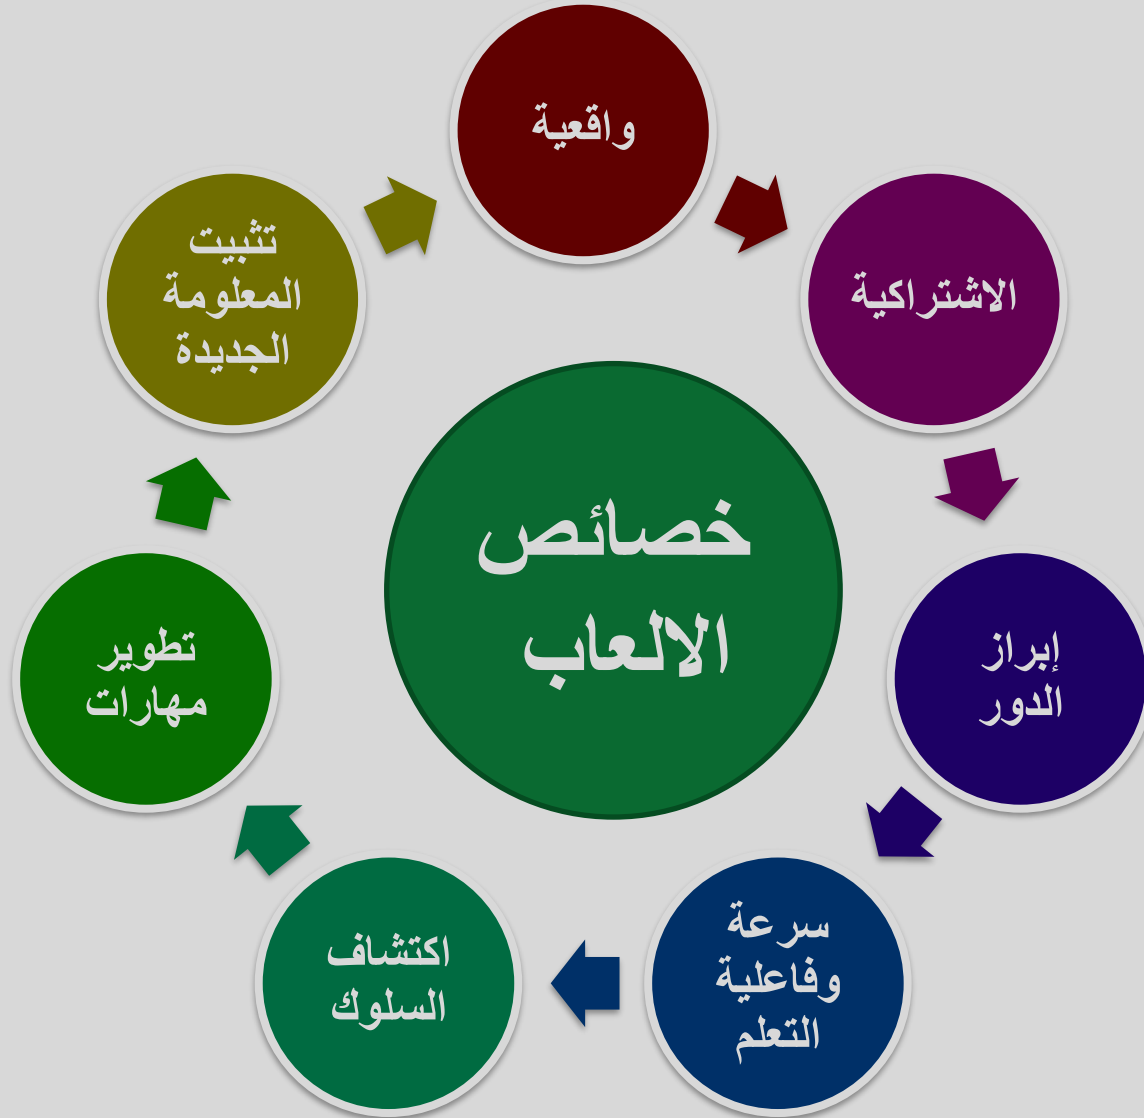 خصائص
الالعاب
واقعية
الاشتراكية
إبراز
الدور
سرعة
وفاعلية
التعلم
اكتشاف
السلوك
تطوير
مهارات
تثبيت
المعلومة
الجديدة